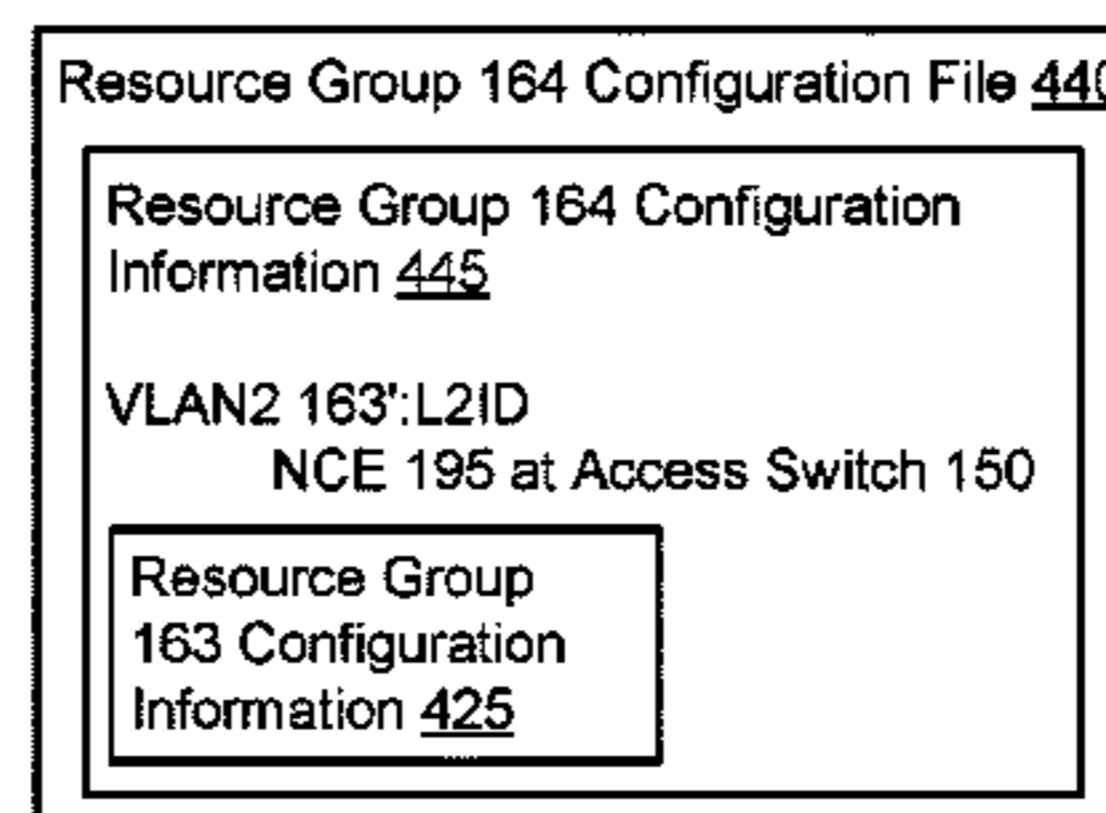 Resource Group 164 Configuration File 440
Resource Group 164 Configuration
Information 445
VLAN2 163':L2ID
NCE 195 at Access Switch 150
Resource Group
163 Configuration
Information 425